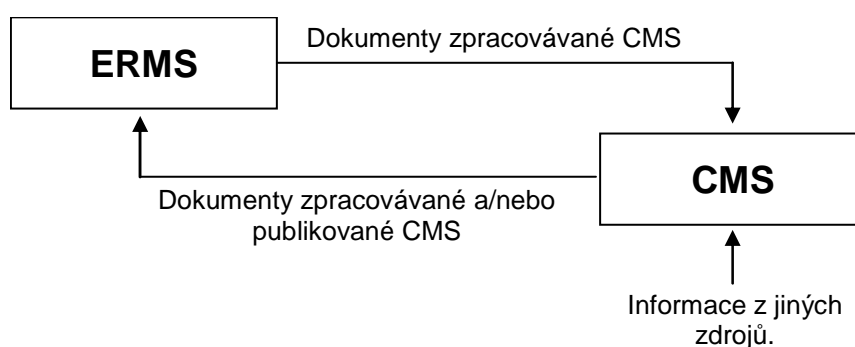 Dokumenty zpracovávané CMS
ERMS
CMS
Dokumenty zpracovávané a/nebo
publikované CMS
Informace z jiných
zdrojů.